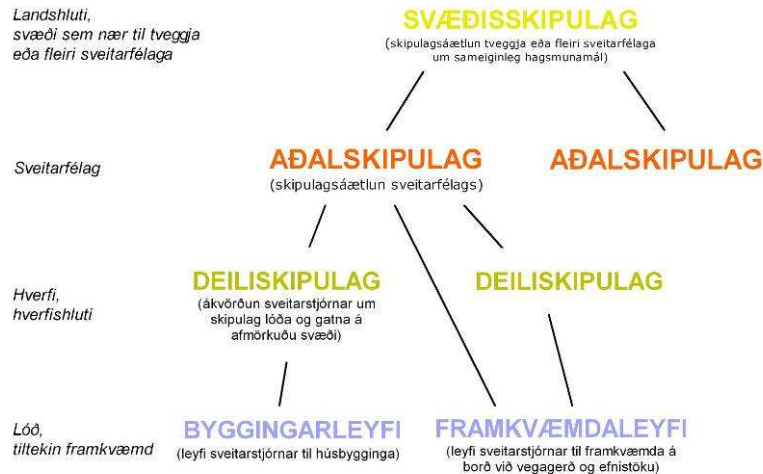 Landshluti,
svæði sem nær til tveggja
eða fleiri sveitarfélaga
SVÆÐISSKIPULAG
(skipulagsáætlun tveggja eða fleiri sveitarfélaga
um sameiginleg hagsmunamál)
Sveitarfélag
AÐALSKIPULAG
(skipulagsáætlun sveitarfélags)
AÐALSKIPULAG
Hverfi,
hverfishluti
DEILISKIPULAG
(ákvörðun sveitarstjórnar um
skipulag lóða og gatna á
afmörkuðu svæði)
DEILISKIPULAG
Lóð,
tiltekin framkvæmd
BYGGINGARLEYFI
(leyfi sveitarstjórnar til húsbygginga)
FRAMKVÆMDALEYFI
(leyfi sveitarstjórnar til framkvæmda á
borð við vegagerð og efnistöku)